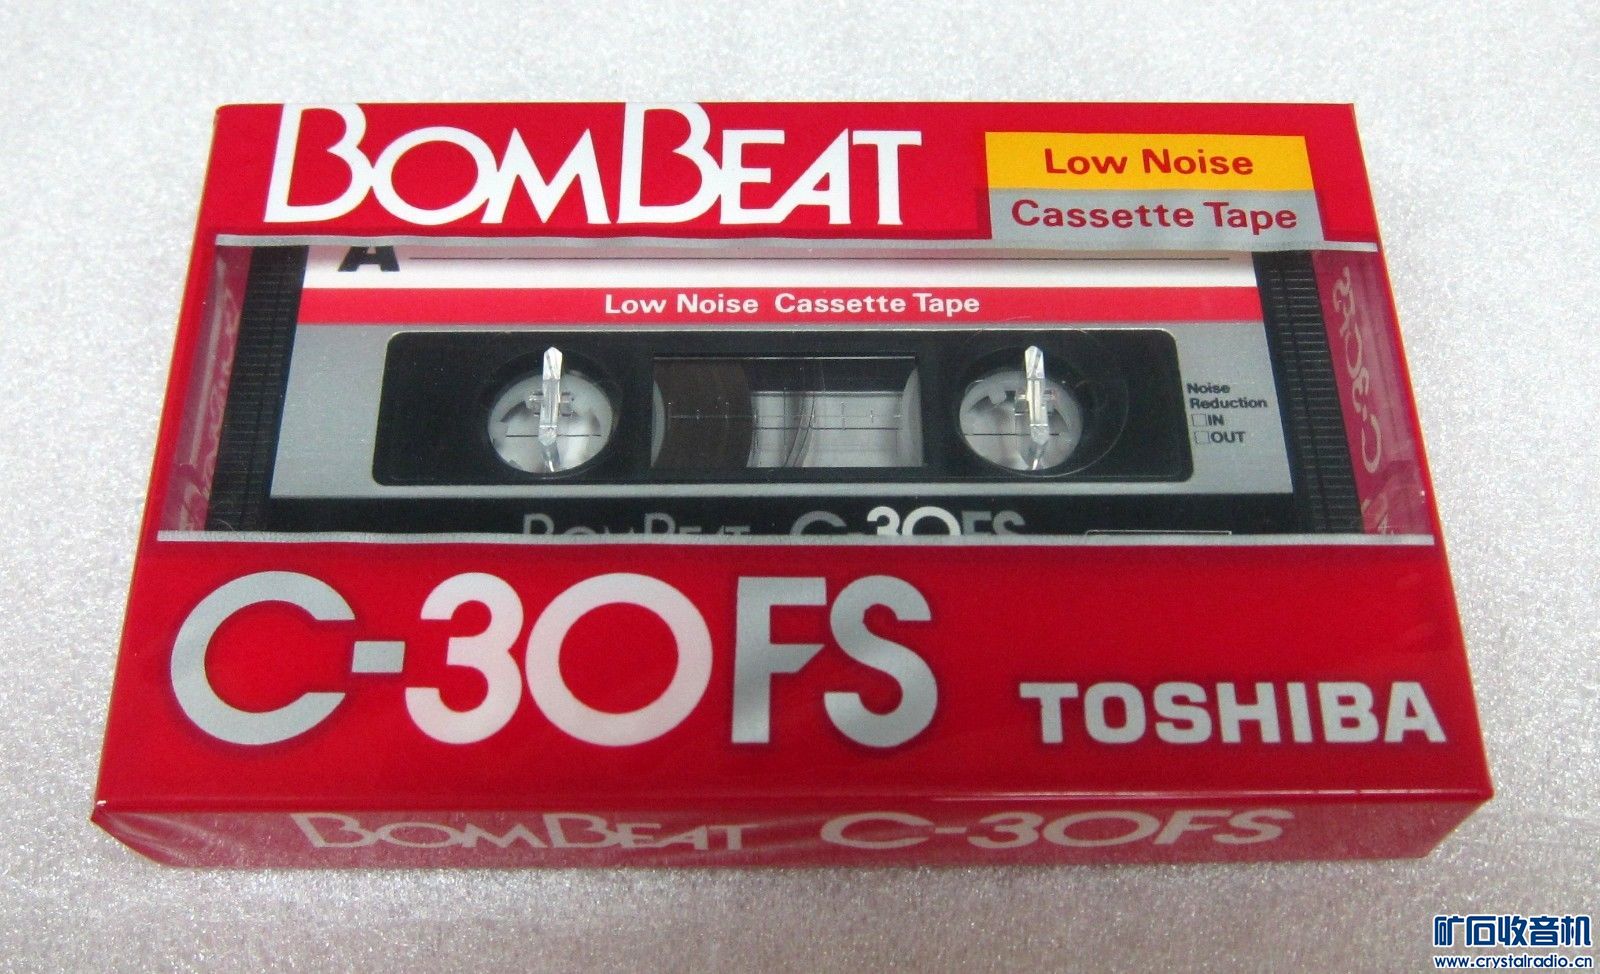 BOMBEAT
Low Noise
Cassette Tape
A
Low Noise Cassette Tape
Noise
Reduction
IN
OUT
C-30
BOMBEAT C-30FS
C-30FS
TOSHIBA
BOMBEAT C-30FS
矿石收音机
www.crystalradio.cn